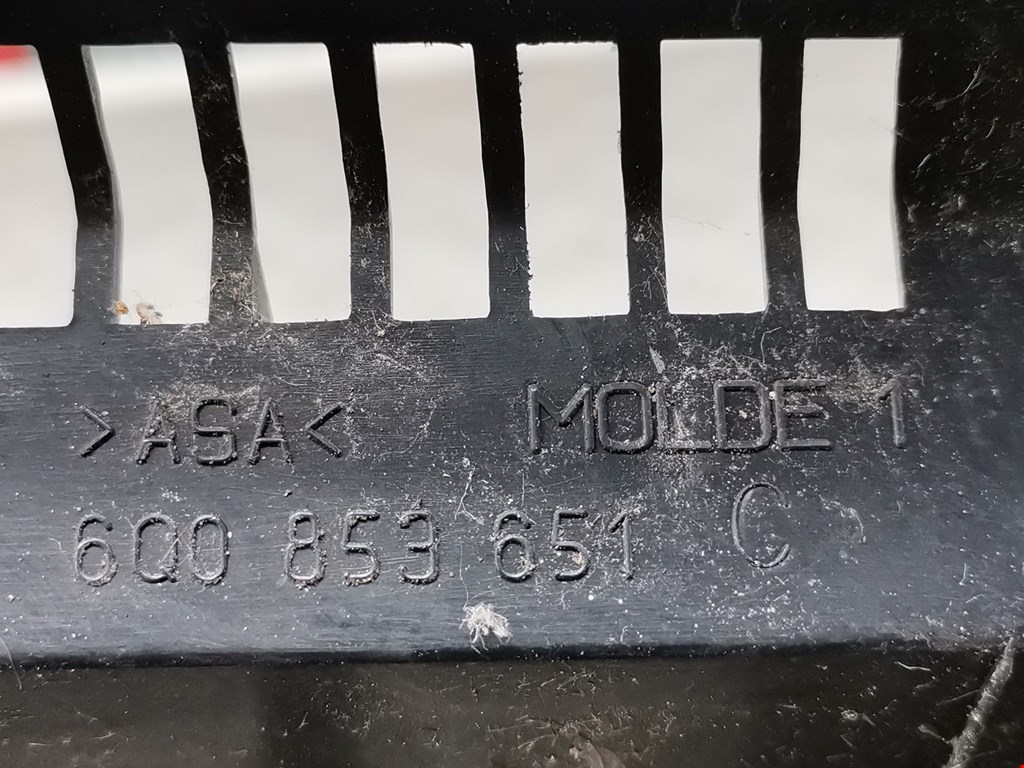 >ASA< MOLDE 1
6Q0 853 651 C